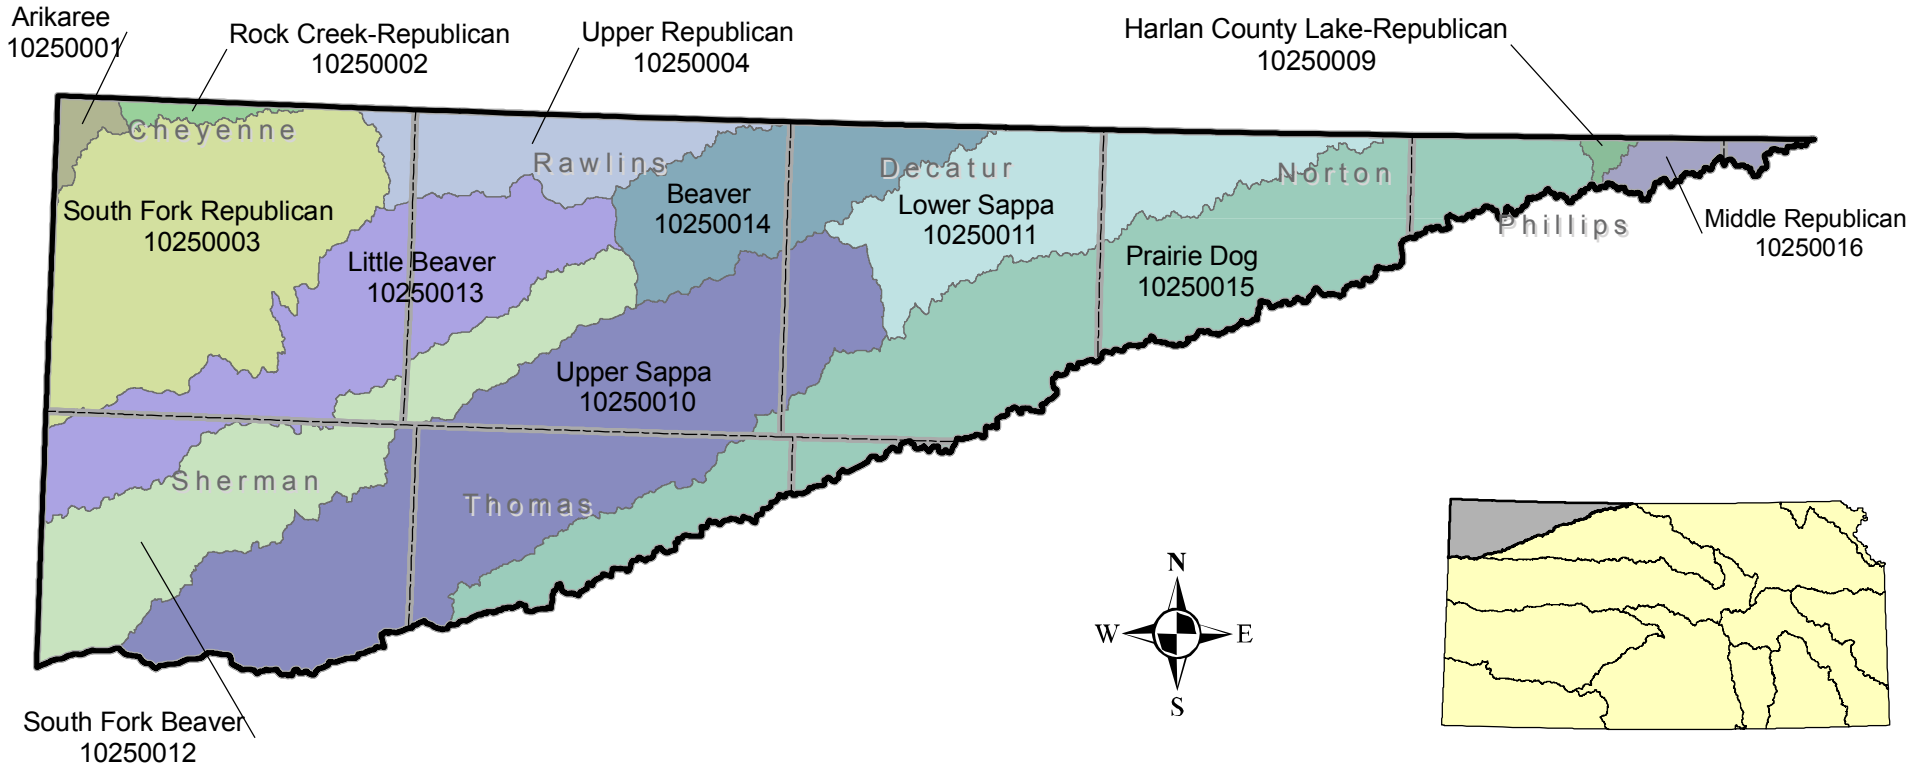 Arikaree
10250001
Rock Creek-Republican
10250002
Upper Republican
10250004
Harlan County Lake-Republican
10250009
Cheyenne
Rawlins
Decatur
Norton
Phillips
South Fork Republican
10250003
Beaver
10250014
Lower Sappa
10250011
Middle Republican
10250016
Little Beaver
10250013
Prairie Dog
10250015
Upper Sappa
10250010
Sherman
Thomas
South Fork Beaver
10250012
N
W
E
S